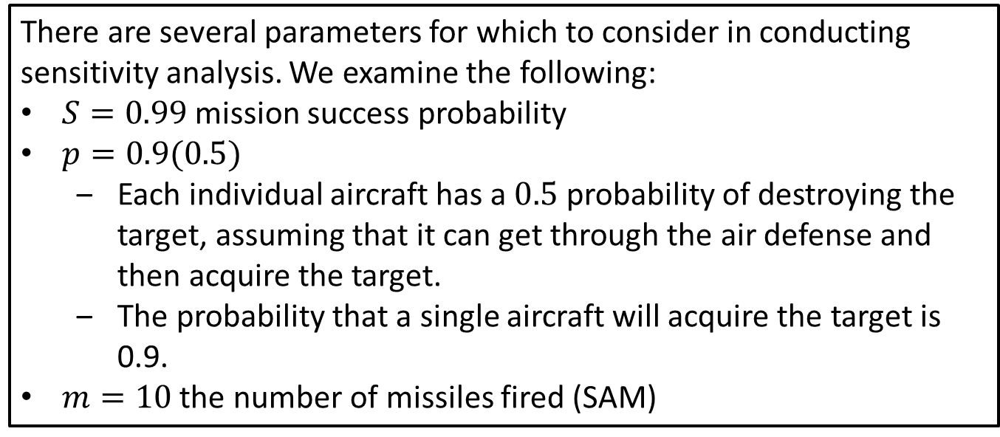 There are several parameters for which to consider in conducting
sensitivity analysis. We examine the following:
• S = 0.99 mission success probability
• p = 0.9(0.5)
– Each individual aircraft has a 0.5 probability of destroying the
target, assuming that it can get through the air defense and
then acquire the target.
– The probability that a single aircraft will acquire the target is
0.9.
• m = 10 the number of missiles fired (SAM)